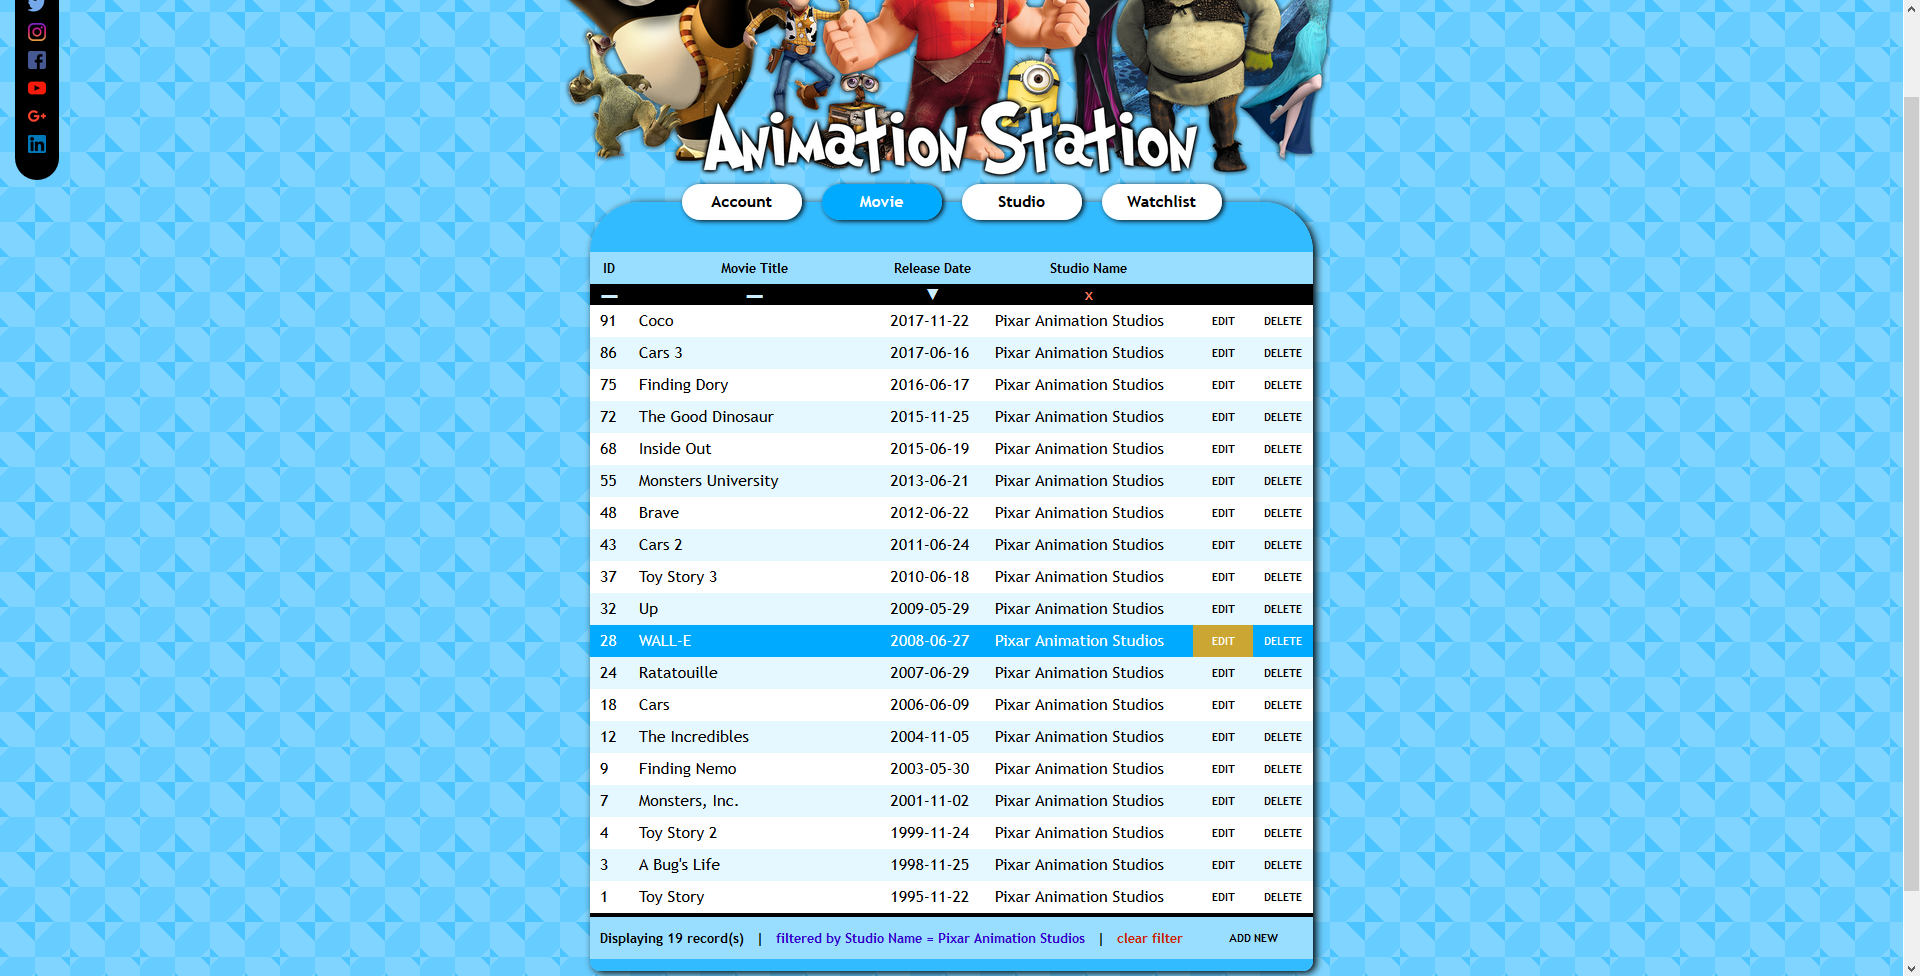 Animation Station
Account Movie Studio Watchlist
ID Movie Title Release Date Studio Name
— — ▼ x
91 Coco 2017-11-22 Pixar Animation Studios EDIT DELETE
86 Cars 3 2017-06-16 Pixar Animation Studios EDIT DELETE
75 Finding Dory 2016-06-17 Pixar Animation Studios EDIT DELETE
72 The Good Dinosaur 2015-11-25 Pixar Animation Studios EDIT DELETE
68 Inside Out 2015-06-19 Pixar Animation Studios EDIT DELETE
55 Monsters University 2013-06-21 Pixar Animation Studios EDIT DELETE
48 Brave 2012-06-22 Pixar Animation Studios EDIT DELETE
43 Cars 2 2011-06-24 Pixar Animation Studios EDIT DELETE
37 Toy Story 3 2010-06-18 Pixar Animation Studios EDIT DELETE
32 Up 2009-05-29 Pixar Animation Studios EDIT DELETE
28 WALL-E 2008-06-27 Pixar Animation Studios EDIT DELETE
24 Ratatouille 2007-06-29 Pixar Animation Studios EDIT DELETE
18 Cars 2006-06-09 Pixar Animation Studios EDIT DELETE
12 The Incredibles 2004-11-05 Pixar Animation Studios EDIT DELETE
9 Finding Nemo 2003-05-30 Pixar Animation Studios EDIT DELETE
7 Monsters, Inc. 2001-11-02 Pixar Animation Studios EDIT DELETE
4 Toy Story 2 1999-11-24 Pixar Animation Studios EDIT DELETE
3 A Bug's Life 1998-11-25 Pixar Animation Studios EDIT DELETE
1 Toy Story 1995-11-22 Pixar Animation Studios EDIT DELETE
Displaying 19 record(s) | filtered by Studio Name = Pixar Animation Studios | clear filter ADD NEW